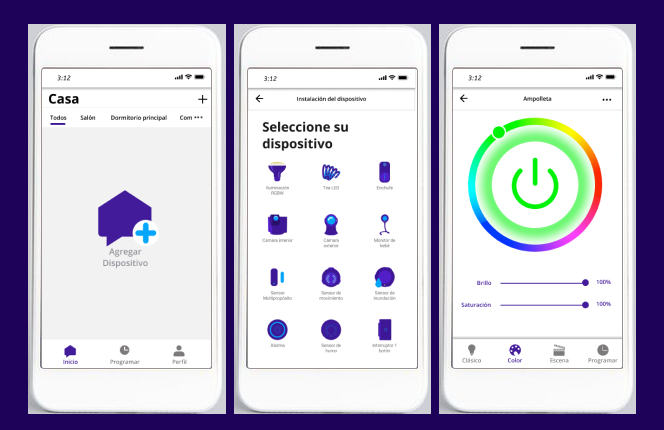 3:12
Casa
Todos Salón Dormitorio principal Com
Agregar
Dispositivo
Inicio Programar Perfil
3:12
Instalación del dispositivo
Seleccione su
dispositivo
Iluminación
RGBW
Tira LED
Enchufe
Cámara interior
Cámara
exterior
Monitor de
bebé
Sensor
Multipropósito
Sensor de
movimiento
Sensor de
inundación
Alarma
Sensor de
humo
Interruptor 1
botón
3:12
Ampolleta
Brillo 100%
Saturación 100%
Clásico Color Escena Programar